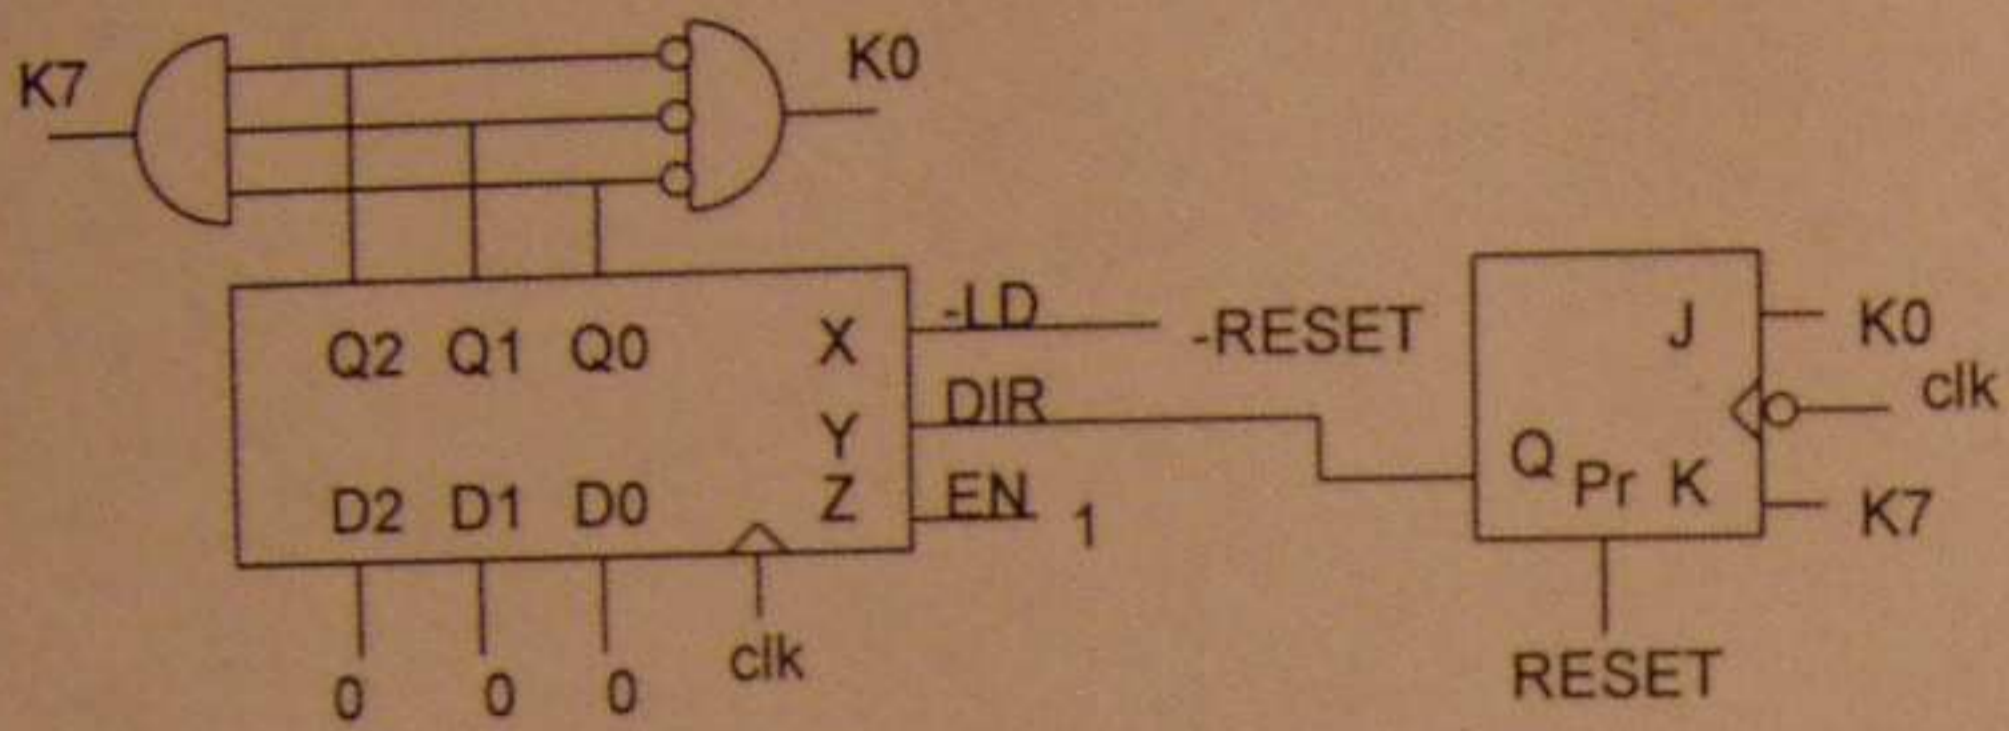 K7
K0
-LD
Q2 Q1 Q0 X
-RESET
J
K0
DIR
clk
Y
Q Pr K
D2 D1 D0 Z
EN
1
K7
clk
0 0 0
RESET